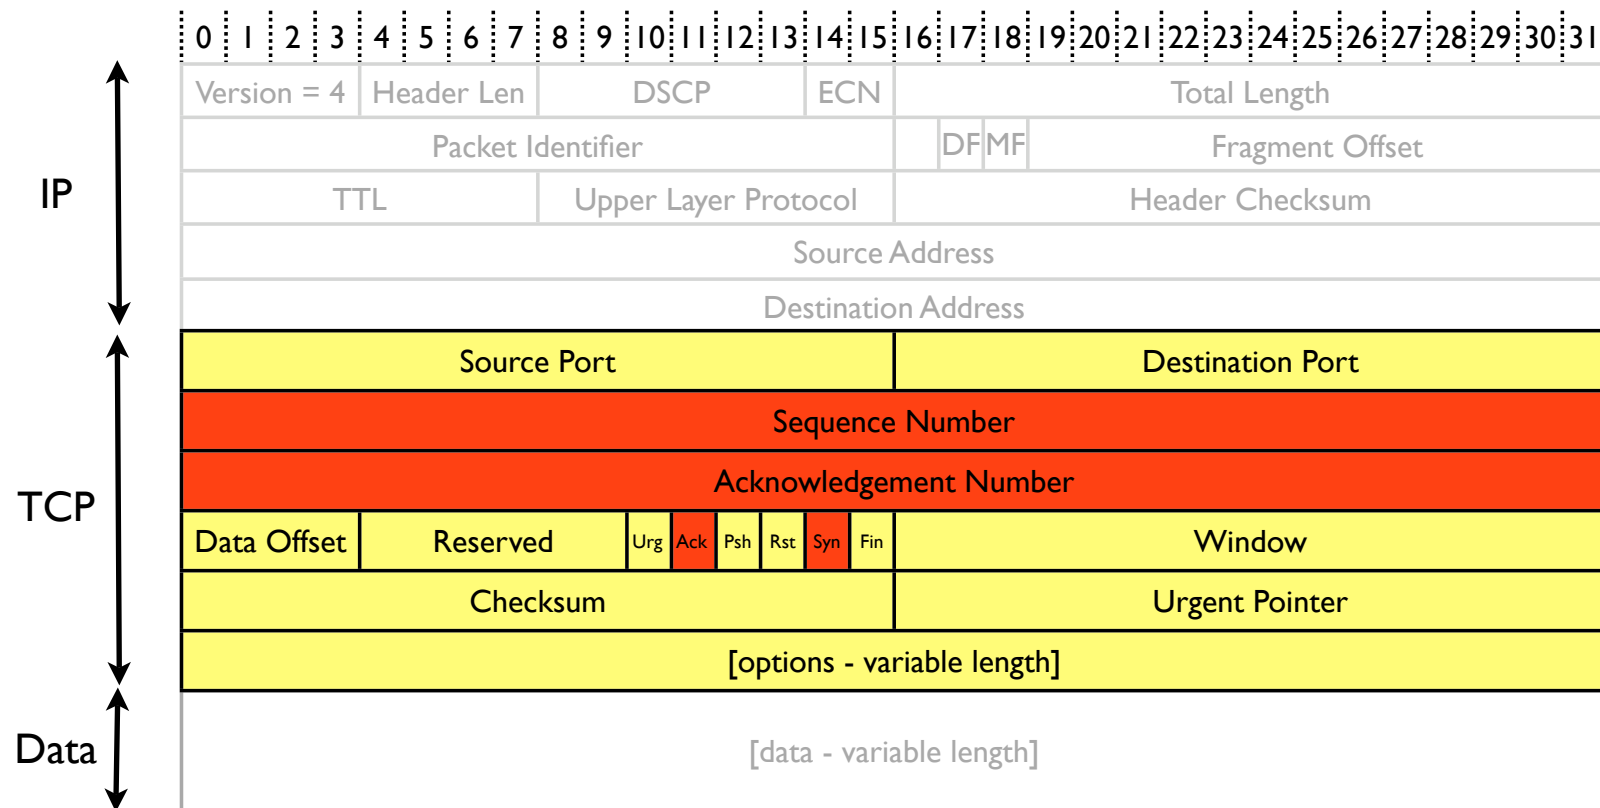 0 1 2 3 4 5 6 7 8 9 10 11 12 13 14 15 16 17 18 19 20 21 22 23 24 25 26 27 28 29 30 31
Version = 4 Header Len DSCP ECN Total Length
Packet Identifier DF MF Fragment Offset
IP
TTL Upper Layer Protocol Header Checksum
Source Address
Destination Address
Source Port Destination Port
Sequence Number
Acknowledgement Number
TCP
Data Offset Reserved Urg Ack Psh Rst Syn Fin Window
Checksum Urgent Pointer
[options - variable length]
Data
[data - variable length]